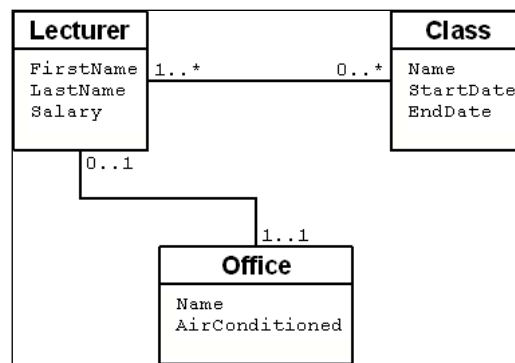 Lecturer
FirstName
LastName
Salary
1..*
0..*
Class
Name
StartDate
EndDate
0..1
1..1
Office
Name
AirConditioned